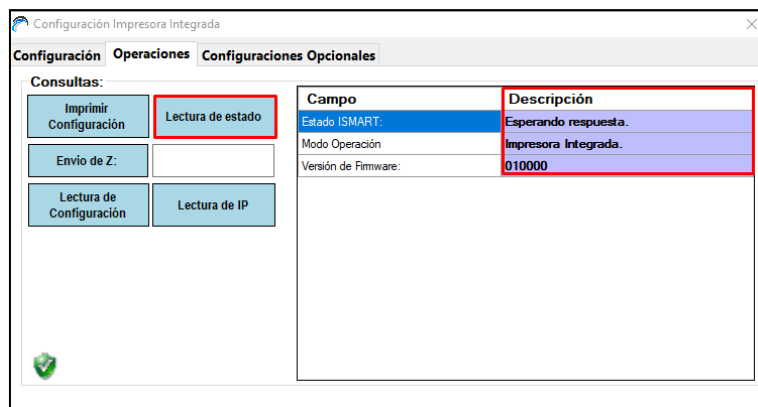 Configuración Impresora Integrada
Configuración Operaciones Configuraciones Opcionales
Consultas:
Imprimir
Configuración
Lectura de estado
Envio de Z:
Lectura de
Configuración
Lectura de IP
Campo Descripción
Estado ISMART: Esperando respuesta.
Modo Operación Impresora Integrada.
Versión de Firmware: 010000